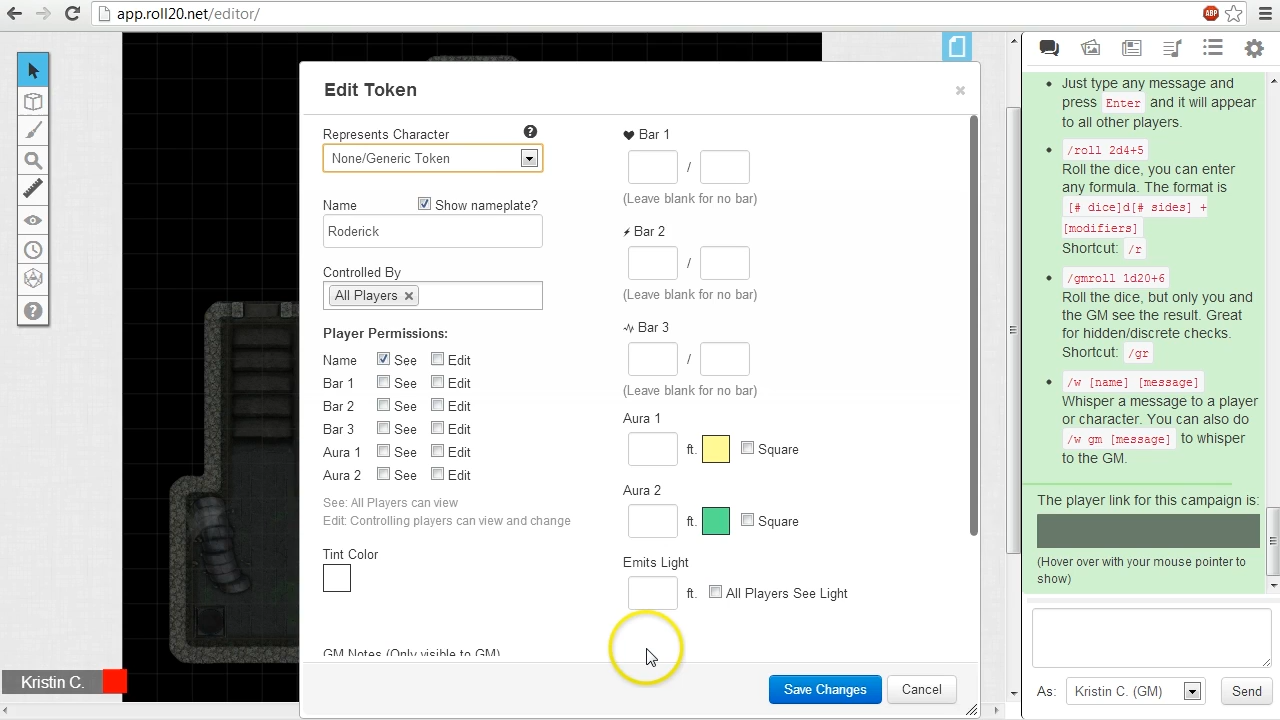 app.roll20.net/editor/
ABP
Edit Token
×
Represents Character ?
None/Generic Token
Name Show nameplate?
Roderick
Controlled By
All Players ×
Player Permissions:
Name See Edit
Bar 1 See Edit
Bar 2 See Edit
Bar 3 See Edit
Aura 1 See Edit
Aura 2 See Edit
See: All Players can view
Edit: Controlling players can view and change
Tint Color
GM Notes (Only visible to GM)
Bar 1
/
(Leave blank for no bar)
Bar 2
/
(Leave blank for no bar)
Bar 3
/
(Leave blank for no bar)
Aura 1
ft. Square
Aura 2
ft. Square
Emits Light
ft. All Players See Light
Save Changes Cancel
Just type any message and
press Enter and it will appear
to all other players.
/roll 2d4+5
Roll the dice, you can enter
any formula. The format is
[# dice]d[# sides] +
[modifiers]
Shortcut: /r
/gmroll 1d20+6
Roll the dice, but only you and
the GM see the result. Great
for hidden/discrete checks.
Shortcut: /gr
/w [name] [message]
Whisper a message to a player
or character. You can also do
/w gm [message] to whisper
to the GM.
The player link for this campaign is:
(Hover over with your mouse pointer to
show)
As: Kristin C. (GM) Send
Kristin C.